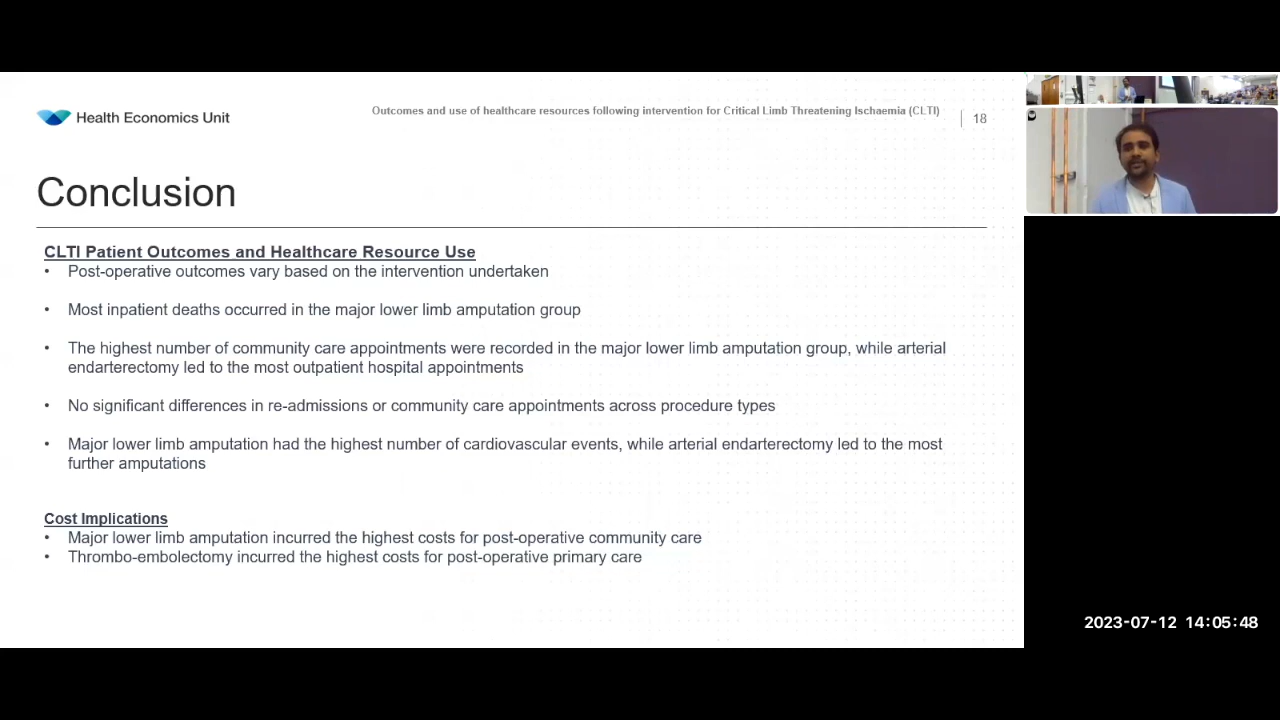 Health Economics Unit
Outcomes and use of healthcare resources following intervention for Critical Limb Threatening Ischaemia (CLTI)
18
Conclusion
CLTI Patient Outcomes and Healthcare Resource Use
• Post-operative outcomes vary based on the intervention undertaken
• Most inpatient deaths occurred in the major lower limb amputation group
• The highest number of community care appointments were recorded in the major lower limb amputation group, while arterial
endarterectomy led to the most outpatient hospital appointments
• No significant differences in re-admissions or community care appointments across procedure types
• Major lower limb amputation had the highest number of cardiovascular events, while arterial endarterectomy led to the most
further amputations
Cost Implications
• Major lower limb amputation incurred the highest costs for post-operative community care
• Thrombo-embolectomy incurred the highest costs for post-operative primary care
2023-07-12 14:05:48